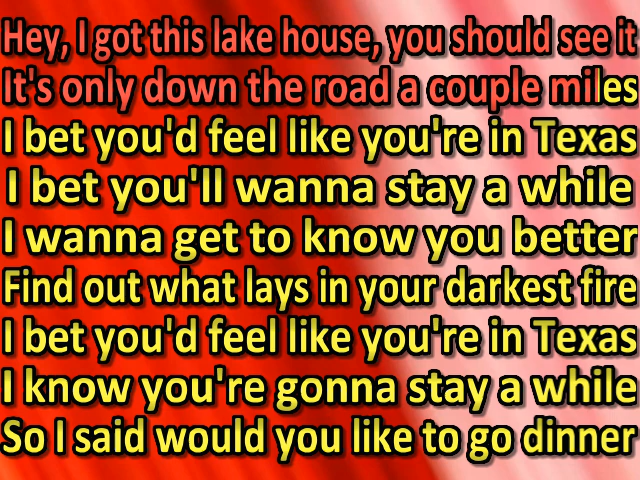 Hey, I got this lake house, you should see it
It's only down the road a couple miles
I bet you'd feel like you're in Texas
I bet you'll wanna stay a while
I wanna get to know you better
Find out what lays in your darkest fire
I bet you'd feel like you're in Texas
I know you're gonna stay a while
So I said would you like to go dinner